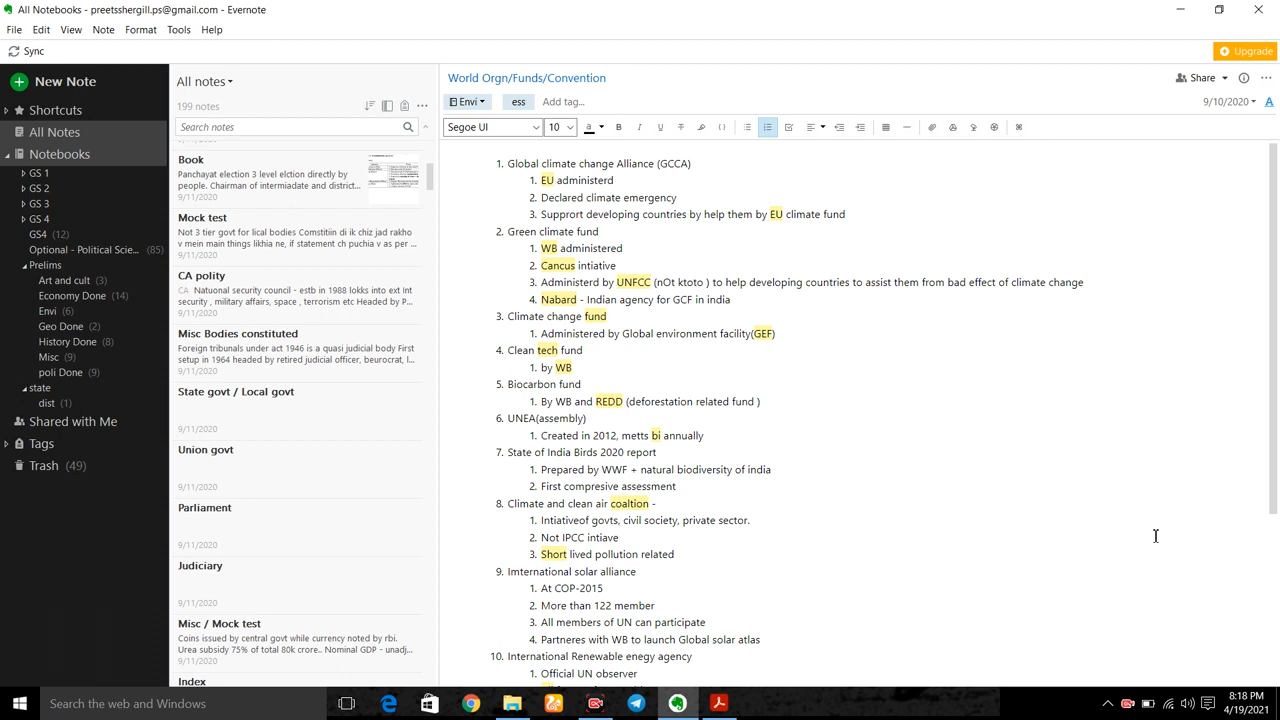 All Notebooks - preetsshergill.ps@gmail.com - Evernote
File Edit View Note Format Tools Help
Sync
Upgrade
New Note
Shortcuts
All Notes
Notebooks
GS 1
GS 2
GS 3
GS 4
GS4 (12)
Optional - Political Scie... (85)
Prelims
Art and cult (3)
Economy Done (14)
Envi (6)
Geo Done (2)
History Done (8)
Misc (9)
poli Done (9)
state
dist (1)
Shared with Me
Tags
Trash (49)
All notes
199 notes
Search notes
Book
Panchayat election 3 level elction directly by
people. Chairman of intermiadate and district...
9/11/2020
Mock test
Not 3 tier govt for lical bodies Comstitiin di ik chiz jad rakho
v mein main things likhia ne, if statement ch puchia v as per ...
9/11/2020
CA polity
CA Natuonal security council - estb in 1988 lokks into ext Int
security , military affairs, space , terrorism etc Headed by P...
9/11/2020
Misc Bodies constituted
Foreign tribunals under act 1946 is a quasi judicial body First
setup in 1964 headed by retired judicial officer, beurocrat, l...
9/11/2020
State govt / Local govt
9/11/2020
Union govt
9/11/2020
Parliament
9/11/2020
Judiciary
9/11/2020
Misc / Mock test
Coins issued by central govt while currency noted by rbi.
Urea subsidy 75% of total 80k crore.. Nominal GDP - unadj...
9/11/2020
Index
World Orgn/Funds/Convention
Share
Envi ess Add tag...
9/10/2020
Segoe UI 10
1. Global climate change Alliance (GCCA)
1. EU administerd
2. Declared climate emergency
3. Suppront developing countries by help them by EU climate fund
2. Green climate fund
1. WB administered
2. Cancus intiative
3. Administerd by UNFCC (nOt ktoto ) to help developing countries to assist them from bad effect of climate change
4. Nabard - Indian agency for GCF in india
3. Climate change fund
1. Administered by Global environment facility(GEF)
4. Clean tech fund
1. by WB
5. Biocarbon fund
1. By WB and REDD (deforestation related fund )
6. UNEA(assembly)
1. Created in 2012, metts bi annually
7. State of India Birds 2020 report
1. Prepared by WWF + natural biodiversity of india
2. First compresive assessment
8. Climate and clean air coaltion -
1. Intiativeof govts, civil society, private sector.
2. Not IPCC intiave
3. Short lived pollution related
9. Imternational solar alliance
1. At COP-2015
2. More than 122 member
3. All members of UN can participate
4. Partneres with WB to launch Global solar atlas
10. International Renewable enegy agency
1. Official UN observer
Search the web and Windows
8:18 PM
4/19/2021